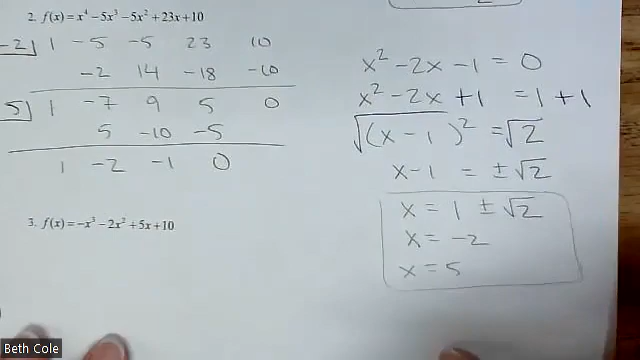 2. f(x) = x⁴ − 5x³ − 5x² + 23x + 10
-2| 1 -5 -5 23 10
-2 14 -18 -10
5| 1 -7 9 5 0
5 -10 -5
1 -2 -1 0
x² - 2x - 1 = 0
x² - 2x + 1 = 1 + 1
√(x - 1)² = √2
x - 1 = ± √2
x = 1 ± √2
x = -2
x = 5
3. f(x) = −x³ − 2x² + 5x + 10
Beth Cole